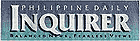 PHILIPPINE DAILY
INQUIRER
BALANCED NEWS, FEARLESS VIEWS